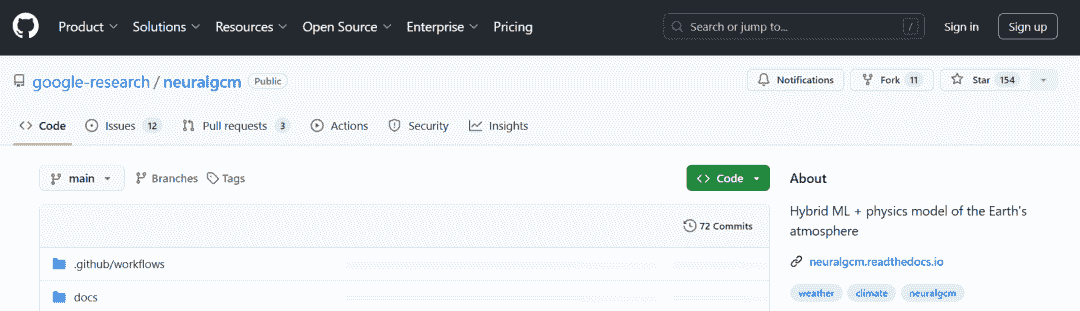 Product Solutions Resources Open Source Enterprise Pricing Search or jump to... / Sign in Sign up
google-research / neuralgcm Public Notifications Fork 11 Star 154
Code Issues 12 Pull requests 3 Actions Security Insights
main Branches Tags Code About
Hybrid ML + physics model of the Earth's
72 Commits atmosphere
.github/workflows neuralgcm.readthedocs.io
docs weather climate neuralgcm